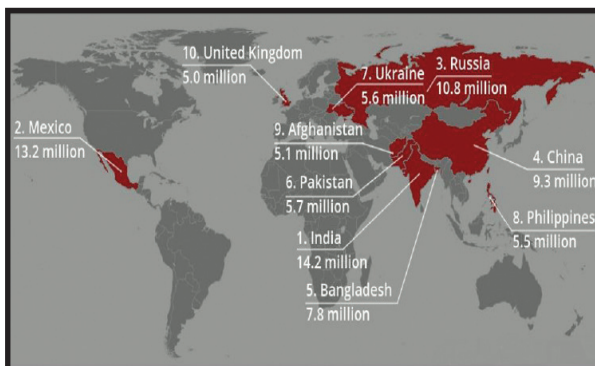 10. United Kingdom
5.0 million
7. Ukraine
5.6 million
3. Russia
10.8 million
2. Mexico
13.2 million
9. Afghanistan
5.1 million
4. China
9.3 million
6. Pakistan
5.7 million
8. Philippines
5.5 million
1. India
14.2 million
5. Bangladesh
7.8 million